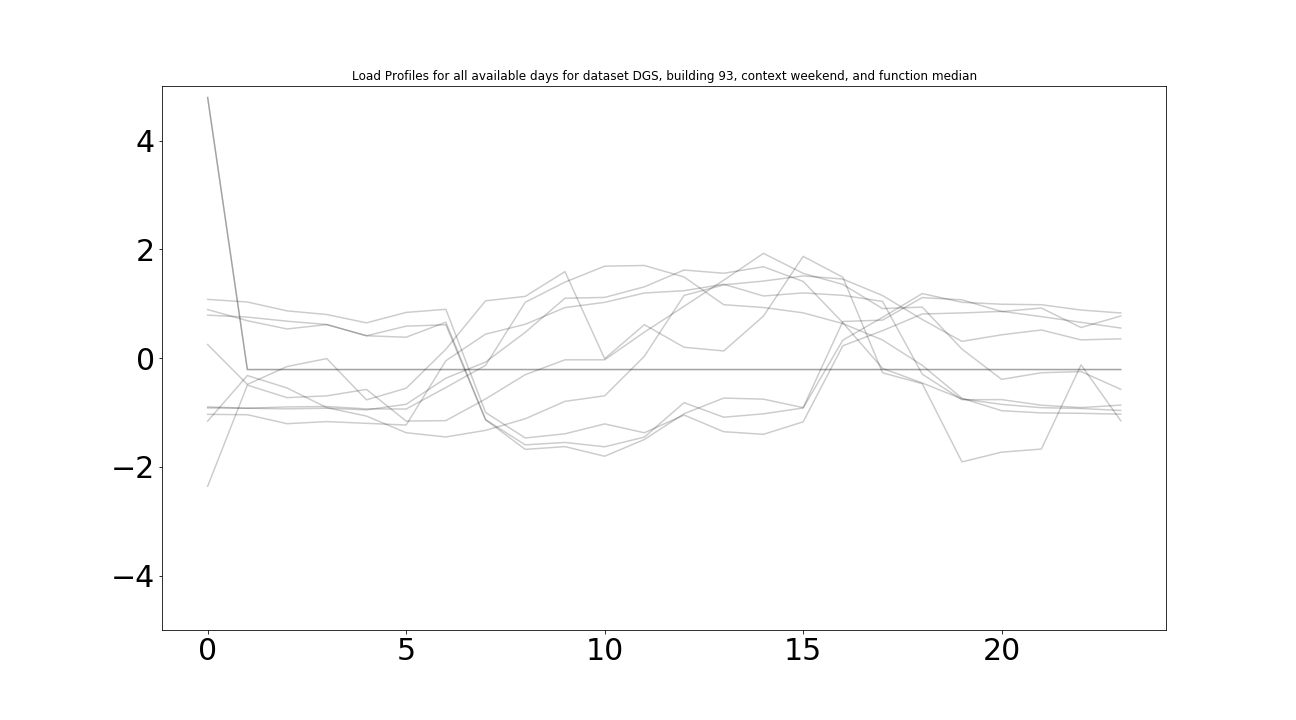 Load Profiles for all available days for dataset DGS, building 93, context weekend, and function median
4
2
0
−2
−4
0 5 10 15 20